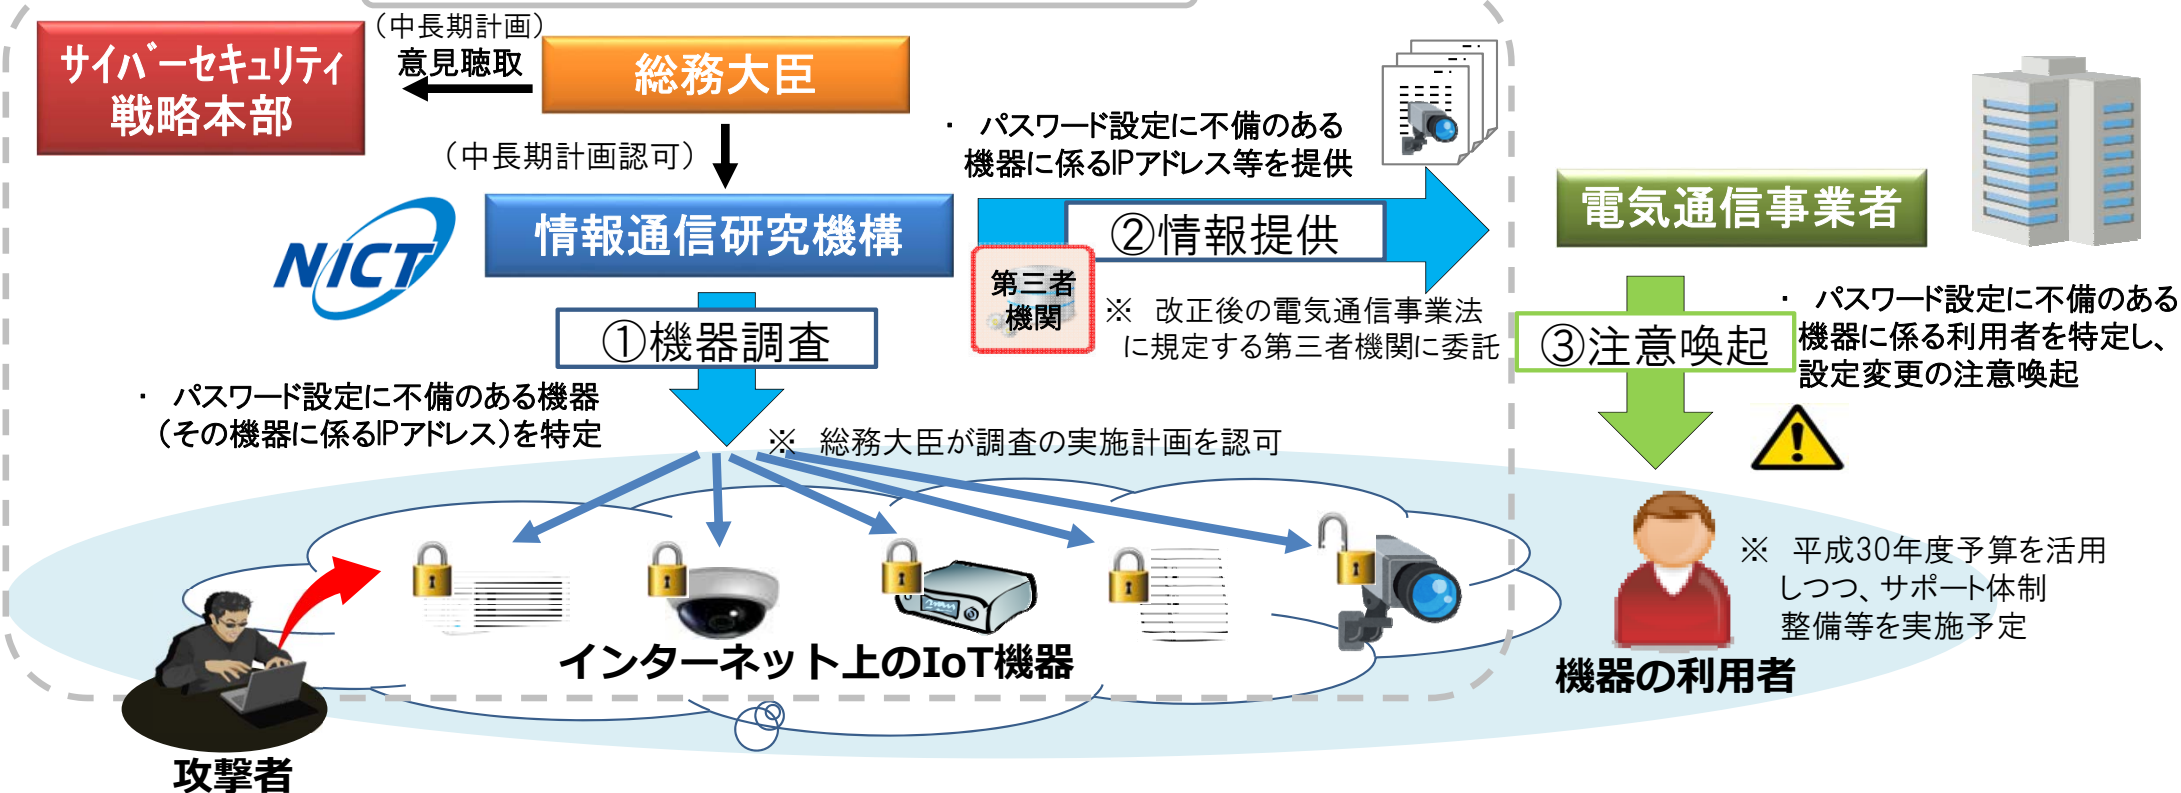 サイバーセキュリティ
戦略本部
（中長期計画）
意見聴取
総務大臣
（中長期計画認可）
NICT
情報通信研究機構
・ パスワード設定に不備のある
機器に係るIPアドレス等を提供
②情報提供
第三者
機関
※ 改正後の電気通信事業法
に規定する第三者機関に委託
電気通信事業者
①機器調査
・ パスワード設定に不備のある機器
（その機器に係るIPアドレス）を特定
※ 総務大臣が調査の実施計画を認可
③注意喚起
・ パスワード設定に不備のある
機器に係る利用者を特定し、
設定変更の注意喚起
インターネット上のIoT機器
※ 平成30年度予算を活用
しつつ、サポート体制
整備等を実施予定
機器の利用者
攻撃者